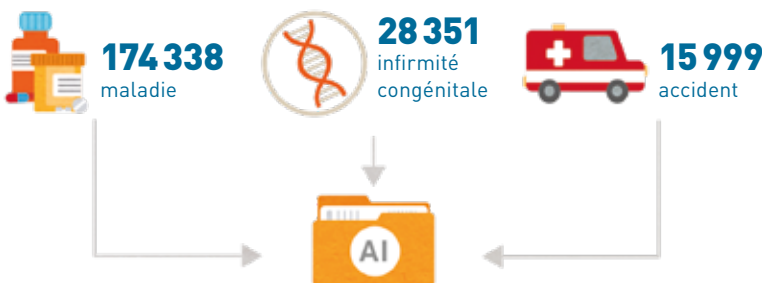 174 338
maladie
28 351
infirmité
congénitale
15 999
accident
AI